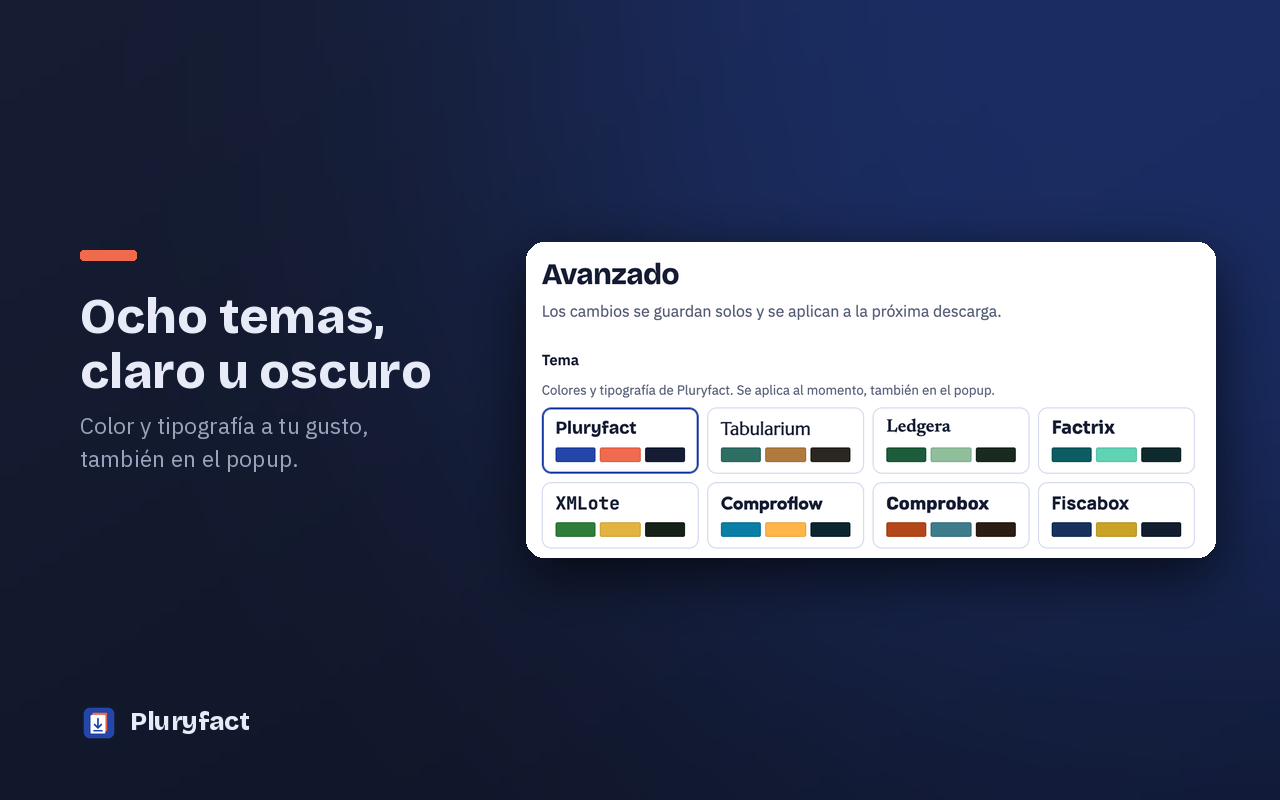 Ocho temas,
claro u oscuro
Color y tipografía a tu gusto,
también en el popup.
Pluryfact
Avanzado
Los cambios se guardan solos y se aplican a la próxima descarga.
Tema
Colores y tipografía de Pluryfact. Se aplica al momento, también en el popup.
Pluryfact
Tabularium
Ledgera
Factrix
XMLote
Comproflow
Comprobox
Fiscabox